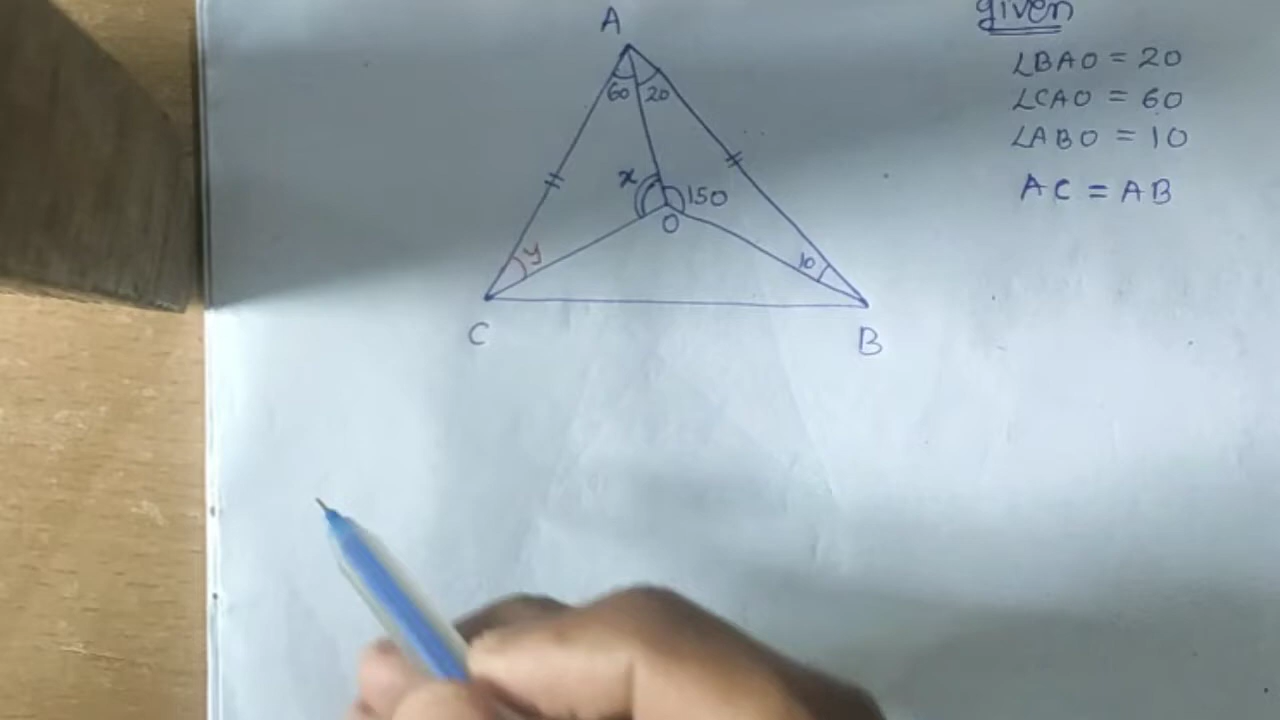 given
∠BAO = 20
∠CAO = 60
∠ABO = 10
AC = AB
A
60 20
x
150
O
y
10
C
B